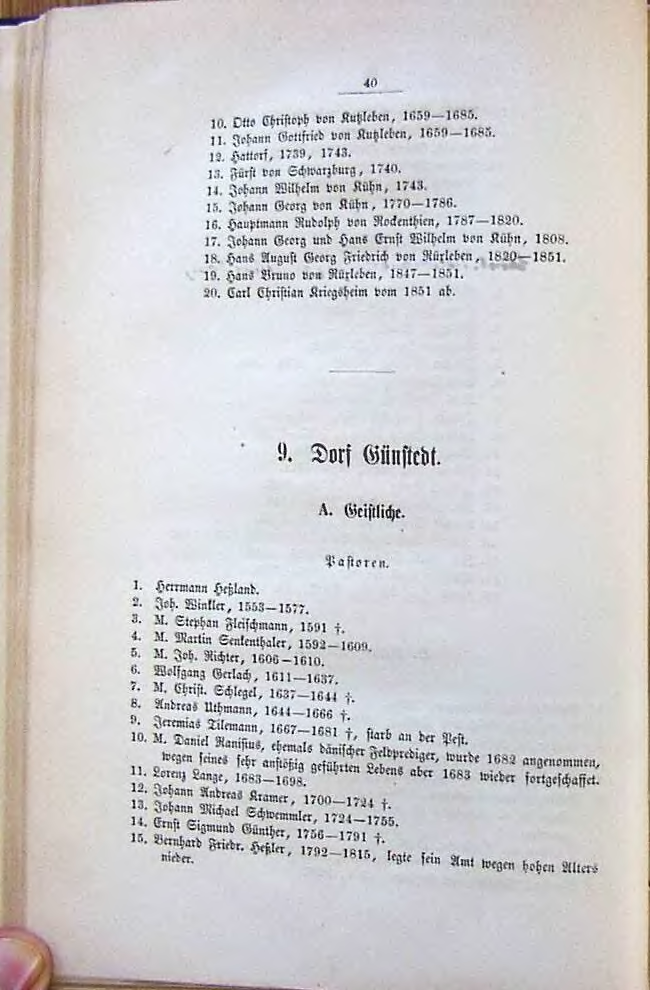 40
10. Otto Christoph von Kutzleben, 1659—1685.
11. Johann Gottfried von Kutzleben, 1659—1685.
12. Hattorf, 1739, 1743.
13. Fürst von Schwarzburg, 1740.
14. Johann Wilhelm von Kühn, 1743.
15. Johann Georg von Kühn, 1770—1786.
16. Hauptmann Rudolph von Rockenthien, 1787—1820.
17. Johann Georg und Hans Ernst Wilhelm von Kühn, 1808.
18. Hans August Georg Friedrich von Rüxleben, 1820—1851.
19. Hans Bruno von Rüxleben, 1847—1851.
20. Carl Christian Kriegsheim vom 1851 ab.
9. Dorf Günstedt.
A. Geistliche.
Pastoren.
1. Herrmann Heßland.
2. Joh. Winkler, 1553—1577.
3. M. Stephan Fleischmann, 1591 †.
4. M. Martin Senkenthaler, 1592—1609.
5. M. Joh. Richter, 1606—1610.
6. Wolfgang Gerlach, 1611—1637.
7. M. Christ. Schlegel, 1637—1644 †.
8. Andreas Uthmann, 1644—1666 †.
9. Jeremias Tilemann, 1667—1681 †, starb an der Pest.
10. M. Daniel Ranisius, ehemals dänischer Feldprediger, wurde 1682 angenommen,
wegen seines sehr anstößig geführten Lebens aber 1683 wieder fortgeschaffet.
11. Lorenz Lange, 1683—1698.
12. Johann Andreas Kramer, 1700—1724 †.
13. Johann Michael Schwemmler, 1724—1755.
14. Ernst Sigmund Günther, 1756—1791 †.
15. Bernhard Friedr. Heßler, 1792—1815, legte sein Amt wegen hohen Alters
nieder.